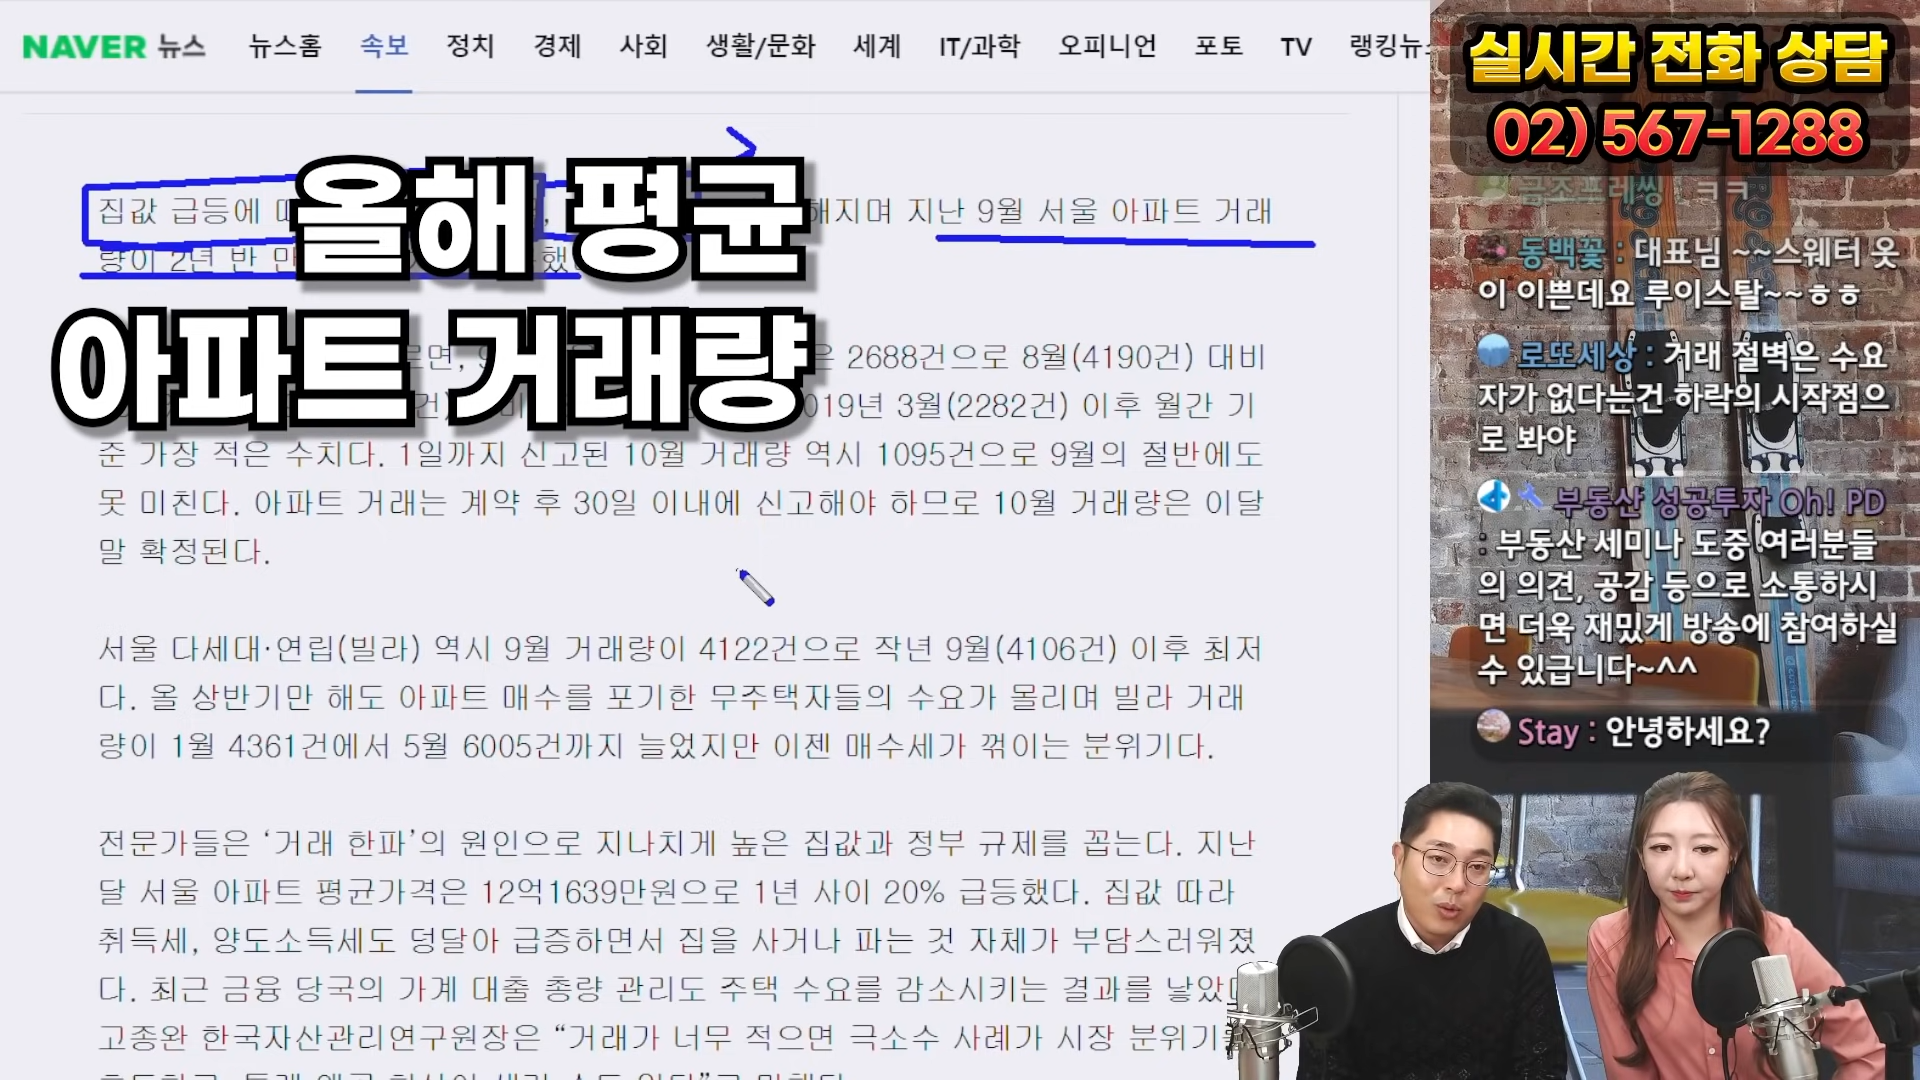 NAVER 뉴스 뉴스홈 속보 정치 경제 사회 생활/문화 세계 IT/과학 오피니언 포토 TV 랭킹뉴
집값 급등에 해지며 지난 9월 서울 아파트 거래
량이 2년 반 만
올해 평균
아파트 거래량
르면, 9 은 2688건으로 8월(4190건) 대비
건) 019년 3월(2282건) 이후 월간 기
준 가장 적은 수치다. 1일까지 신고된 10월 거래량 역시 1095건으로 9월의 절반에도
못 미친다. 아파트 거래는 계약 후 30일 이내에 신고해야 하므로 10월 거래량은 이달
말 확정된다.
서울 다세대·연립(빌라) 역시 9월 거래량이 4122건으로 작년 9월(4106건) 이후 최저
다. 올 상반기만 해도 아파트 매수를 포기한 무주택자들의 수요가 몰리며 빌라 거래
량이 1월 4361건에서 5월 6005건까지 늘었지만 이젠 매수세가 꺾이는 분위기다.
전문가들은 ‘거래 한파’의 원인으로 지나치게 높은 집값과 정부 규제를 꼽는다. 지난
달 서울 아파트 평균가격은 12억1639만원으로 1년 사이 20% 급등했다. 집값 따라
취득세, 양도소득세도 덩달아 급증하면서 집을 사거나 파는 것 자체가 부담스러워졌
다. 최근 금융 당국의 가계 대출 총량 관리도 주택 수요를 감소시키는 결과를 낳았
고종완 한국자산관리연구원장은 “거래가 너무 적으면 극소수 사례가 시장 분위기를
실시간 전화 상담
02) 567-1288
금조프레씽 : ㅋㅋ
동백꽃 : 대표님 ~~스웨터 옷
이 이쁜데요 루이스탈~~ㅎㅎ
로또세상 : 거래 절벽은 수요
자가 없다는건 하락의 시작점으
로 봐야
부동산 성공투자 Oh! PD
: 부동산 세미나 도중 여러분들
의 의견, 공감 등으로 소통하시
면 더욱 재밌게 방송에 참여하실
수 있급니다~^^
Stay : 안녕하세요?